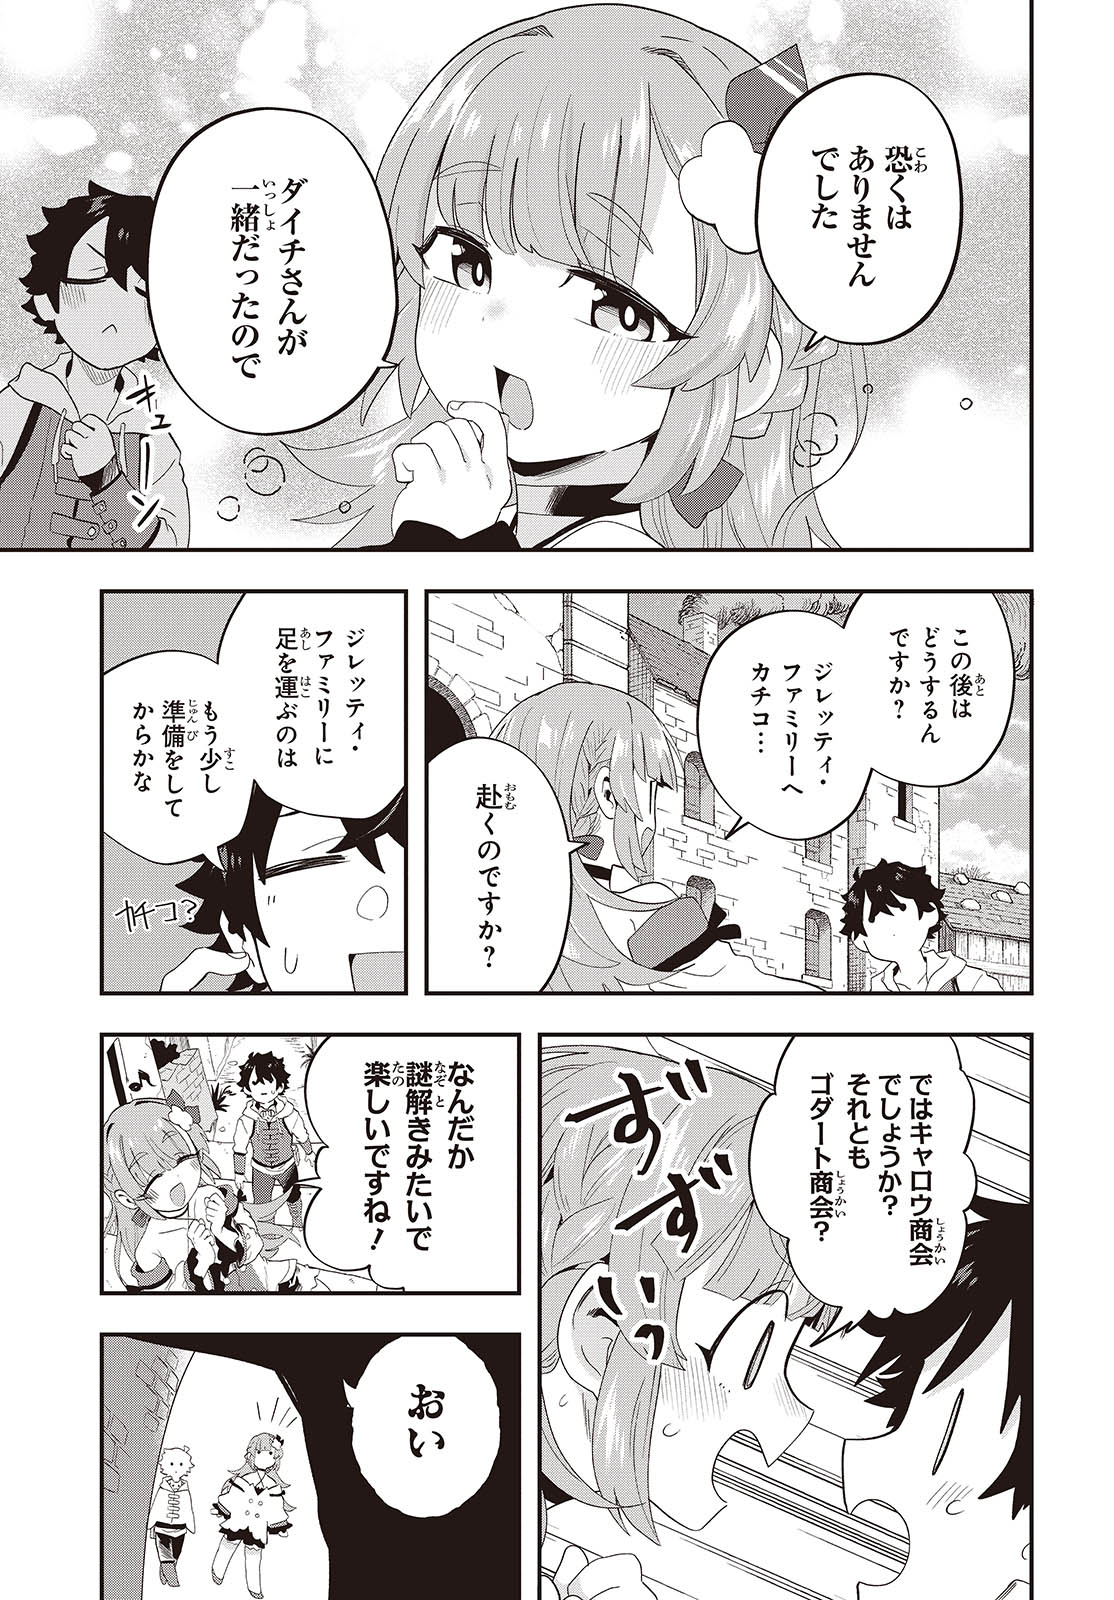 恐くは
ありません
でした
ダイチさんが
一緒だったので
キュ
ーン
この後は
どうするん
ですか?
ジレッティ・
ファミリーへ
カチコ…
赴くのですか?
ジレッティ・
ファミリーに
足を運ぶのは
もう少し
準備をして
からかな
カチコ?
ではキャロウ商会
でしょうか?
それとも
ゴダート商会?
ずずいっ
なんだか
謎解きみたいで
楽しいですね!
おい